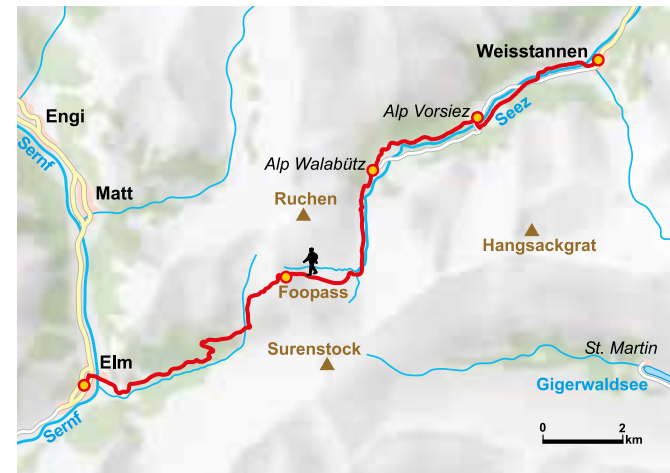 Weisstannen
Alp Vorsiez
Seez
Engi
Sernf
Alp Walabütz
Matt
Ruchen
Hangsackgrat
Foopass
Elm
Surenstock
St. Martin
Gigerwaldsee
Sernf
0 2
km